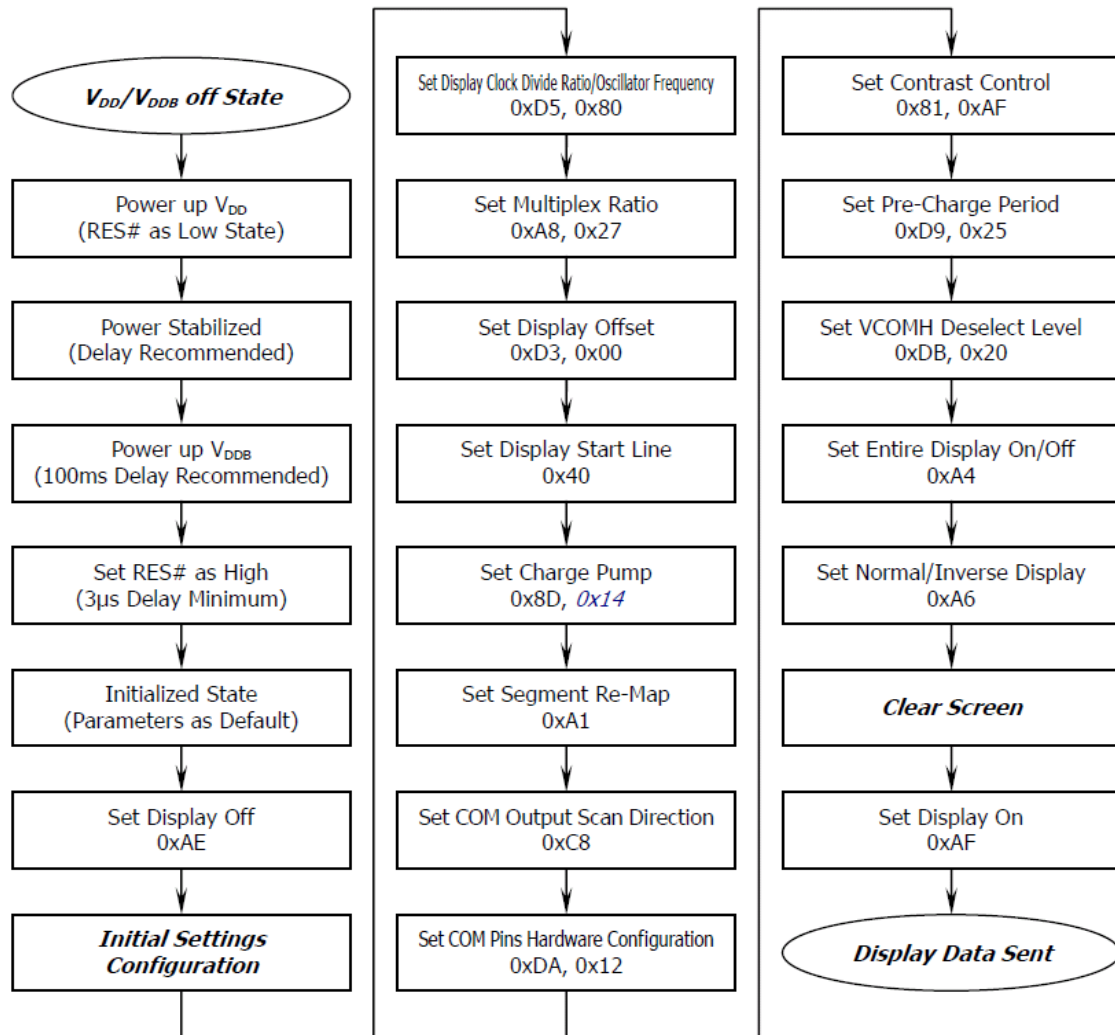 V_DD/V_DDB off State
Power up V_DD
(RES# as Low State)
Power Stabilized
(Delay Recommended)
Power up V_DDB
(100ms Delay Recommended)
Set RES# as High
(3μs Delay Minimum)
Initialized State
(Parameters as Default)
Set Display Off
0xAE
Initial Settings
Configuration
Set Display Clock Divide Ratio/Oscillator Frequency
0xD5, 0x80
Set Multiplex Ratio
0xA8, 0x27
Set Display Offset
0xD3, 0x00
Set Display Start Line
0x40
Set Charge Pump
0x8D, 0x14
Set Segment Re-Map
0xA1
Set COM Output Scan Direction
0xC8
Set COM Pins Hardware Configuration
0xDA, 0x12
Set Contrast Control
0x81, 0xAF
Set Pre-Charge Period
0xD9, 0x25
Set VCOMH Deselect Level
0xDB, 0x20
Set Entire Display On/Off
0xA4
Set Normal/Inverse Display
0xA6
Clear Screen
Set Display On
0xAF
Display Data Sent